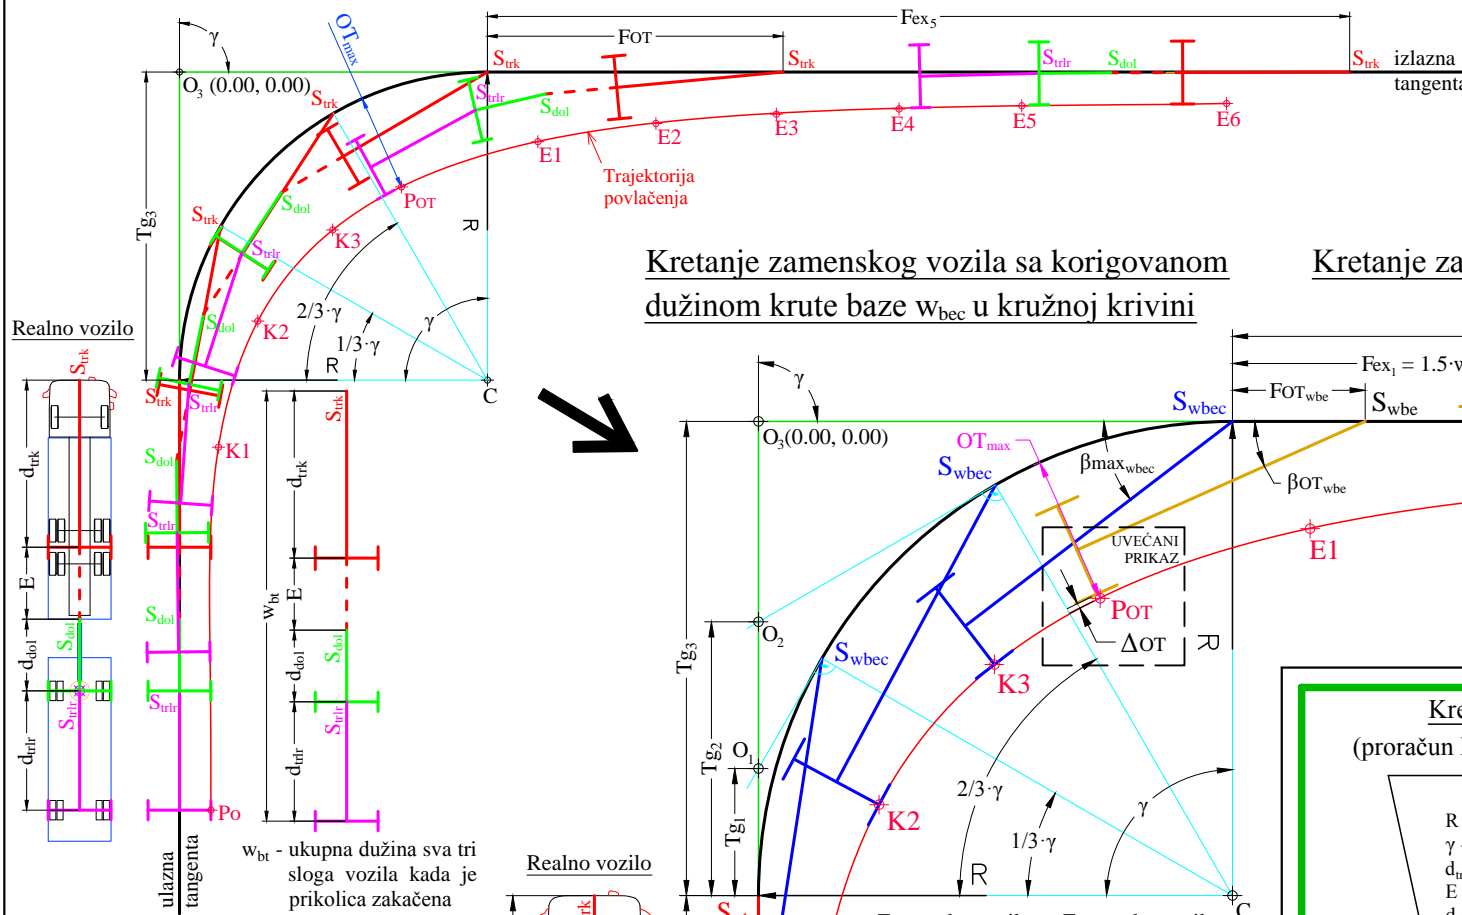 Fex5
FOT
OTmax
γ
O3 (0.00, 0.00)
Strk
Strk
Strk
Strlr
Sdol
Strk
izlazna
tangenta
Strlr
Sdol
E1
E2
E3
E4
E5
E6
Trajektorija
povlačenja
POT
K3
K2
K1
Po
Tg3
R
Sdol
Strk
Strlr
Sdol
2/3·γ
1/3·γ
γ
R
C
Kretanje zamenskog vozila sa korigovanom
dužinom krute baze wbec u kružnoj krivini
Kretanje za
Realno vozilo
Strk
dtrk
E
ddol
dtrlr
Sdol
Strlr
Strk
Strlr
Sdol
Strlr
Sdol
Strlr
ulazna
tangenta
wbt
dtrk
E
ddol
dtrlr
Strk
Sdol
Strlr
wbt - ukupna dužina sva tri
sloga vozila kada je
prikolica zakačena
Realno vozilo
Strk
γ
O3(0.00, 0.00)
Fex1 = 1.5·w
FOTwbe
Swbec
Swbe
OTmax
Swbec
βmaxwbec
βOTwbe
UVEĆANI
PRIKAZ
E1
POT
ΔOT
R
K3
K2
Swbec
O2
O1
Tg3
Tg2
Tg1
2/3·γ
1/3·γ
γ
R
C
Kre
(proračun
R
γ
E